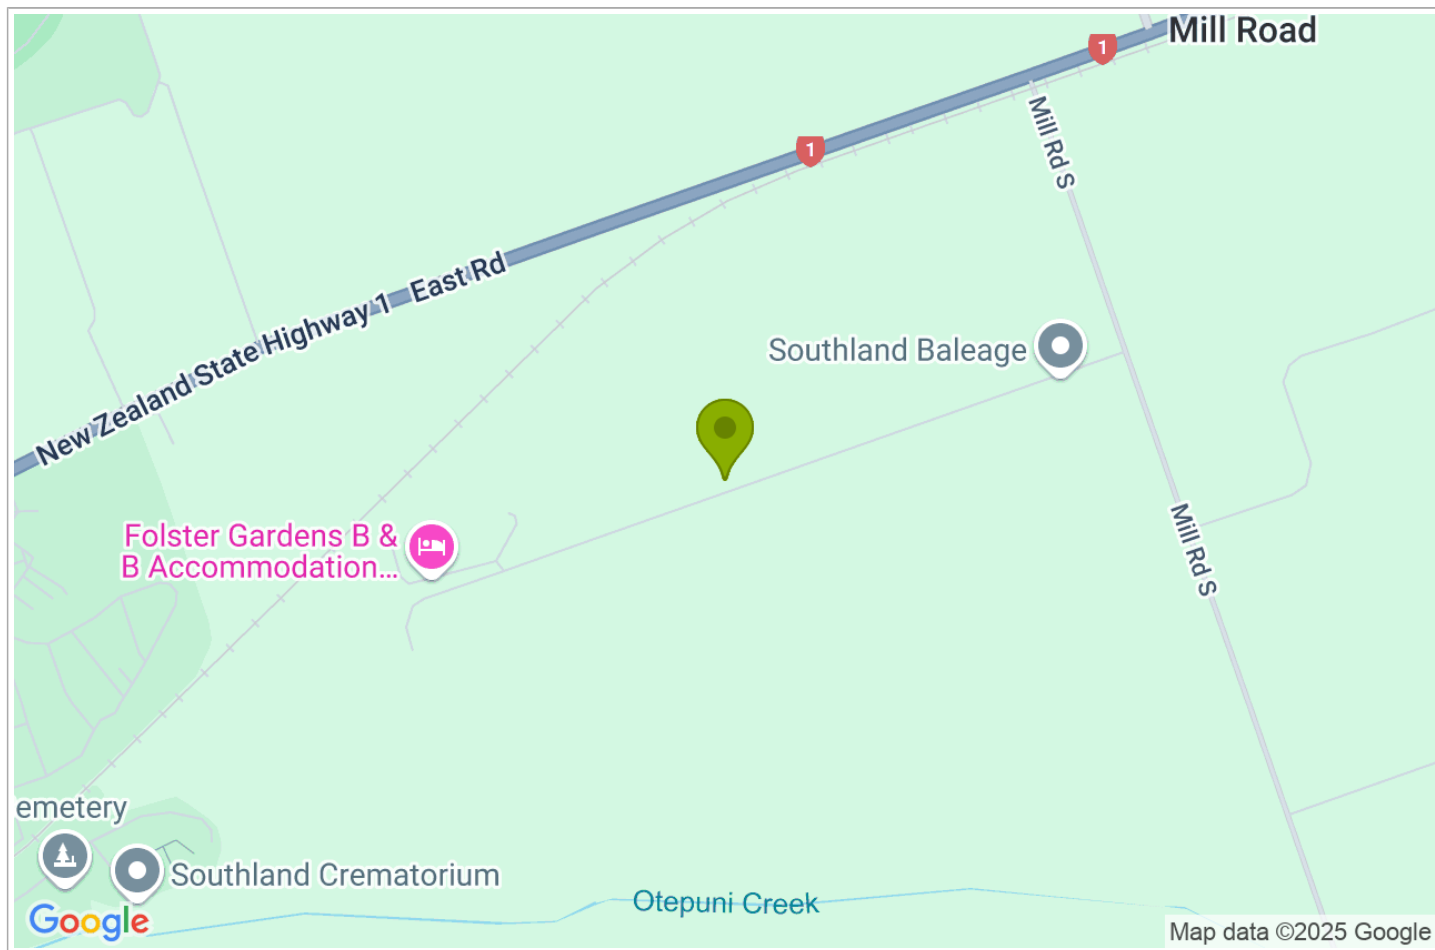 Mill Road
1
Mill Rd S
1
New Zealand State Highway 1
East Rd
Southland Baleage
Folster Gardens B &
B Accommodation...
Mill Rd S
emetery
Southland Crematorium
Otepuni Creek
Google
Map data ©2025 Google